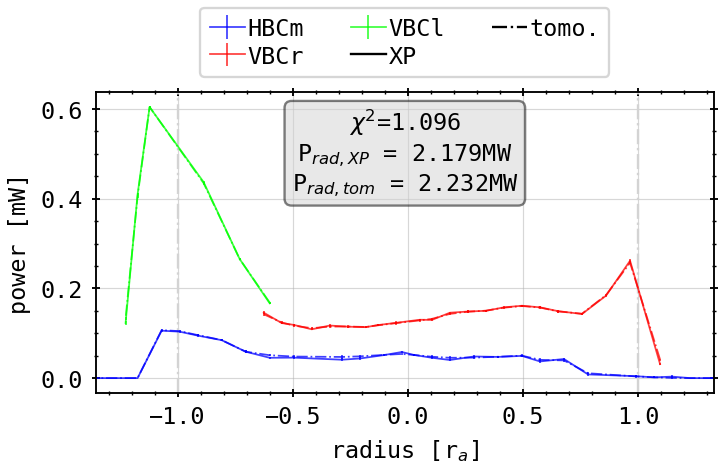 HBCm VBCl tomo.
VBCr XP
χ²=1.096
P_rad,XP = 2.179MW
P_rad,tom = 2.232MW
0.6
0.4
0.2
0.0
power [mW]
−1.0 −0.5 0.0 0.5 1.0
radius [r_a]